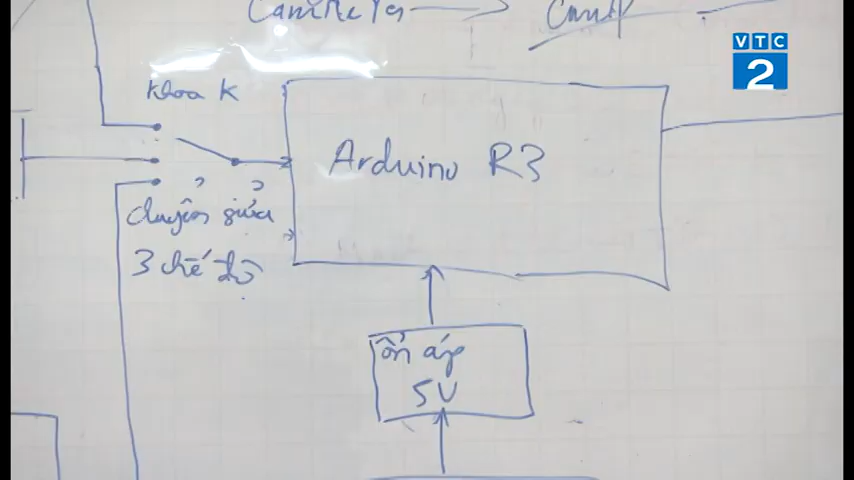 VTC
2
khoa K
Arduino R3
chuyển giữa
3 chế độ
ổn áp
5V